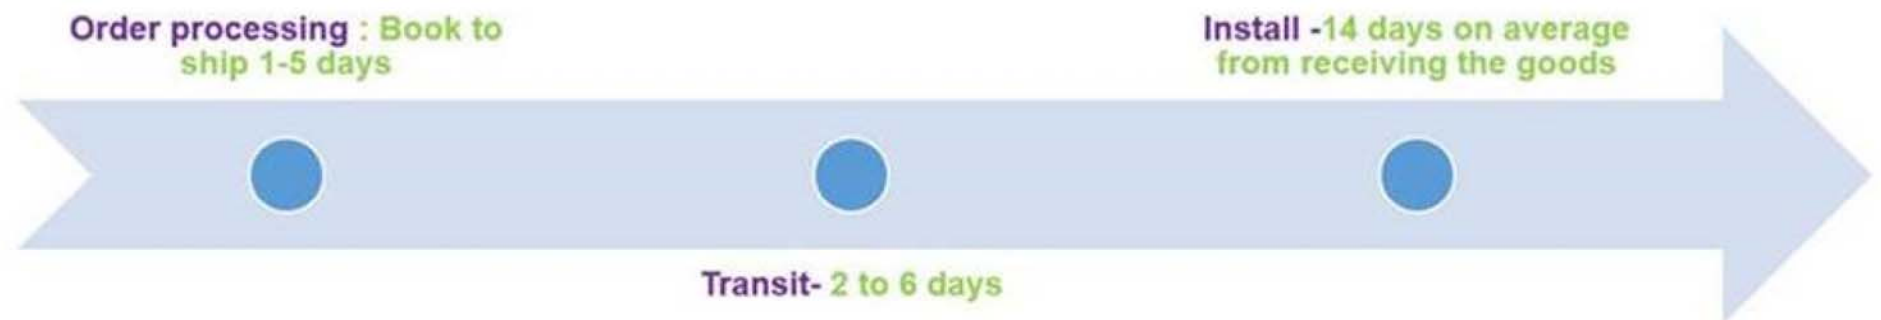 Order processing : Book to
ship 1-5 days
Install -14 days on average
from receiving the goods
Transit- 2 to 6 days